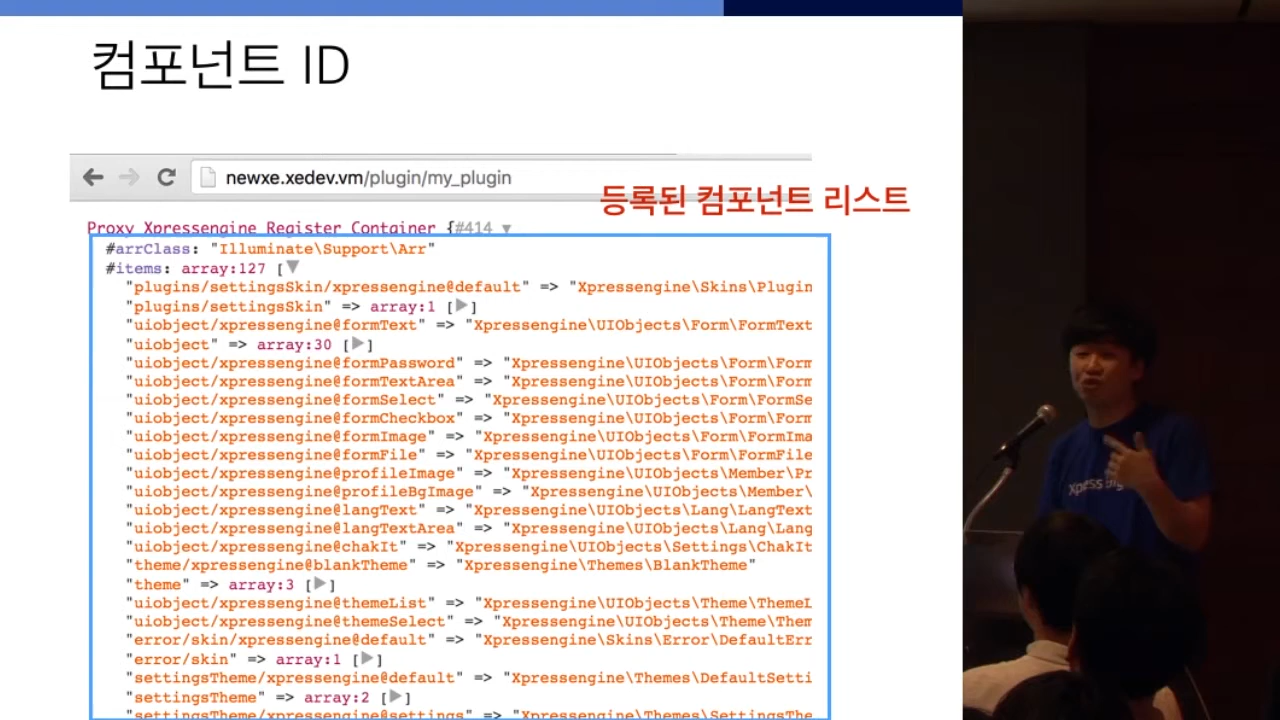 컴포넌트 ID
newxe.xedev.vm/plugin/my_plugin
등록된 컴포넌트 리스트
Proxy_Xpressengine_Register_Container {#414 ▼
#arrClass: "Illuminate\Support\Arr"
#items: array:127 [▼
"plugins/settingsSkin/xpressengine@default" => "Xpressengine\Skins\Plugin
"plugins/settingsSkin" => array:1 [▶]
"uiobject/xpressengine@formText" => "Xpressengine\UIObjects\Form\FormText
"uiobject" => array:30 [▶]
"uiobject/xpressengine@formPassword" => "Xpressengine\UIObjects\Form\Form
"uiobject/xpressengine@formTextArea" => "Xpressengine\UIObjects\Form\Form
"uiobject/xpressengine@formSelect" => "Xpressengine\UIObjects\Form\FormSe
"uiobject/xpressengine@formCheckbox" => "Xpressengine\UIObjects\Form\Form
"uiobject/xpressengine@formImage" => "Xpressengine\UIObjects\Form\FormIma
"uiobject/xpressengine@formFile" => "Xpressengine\UIObjects\Form\FormFile
"uiobject/xpressengine@profileImage" => "Xpressengine\UIObjects\Member\Pr
"uiobject/xpressengine@profileBgImage" => "Xpressengine\UIObjects\Member\
"uiobject/xpressengine@langText" => "Xpressengine\UIObjects\Lang\LangText
"uiobject/xpressengine@langTextArea" => "Xpressengine\UIObjects\Lang\Lang
"uiobject/xpressengine@chakIt" => "Xpressengine\UIObjects\Settings\ChakIt
"theme/xpressengine@blankTheme" => "Xpressengine\Themes\BlankTheme"
"theme" => array:3 [▶]
"uiobject/xpressengine@themeList" => "Xpressengine\UIObjects\Theme\ThemeL
"uiobject/xpressengine@themeSelect" => "Xpressengine\UIObjects\Theme\Them
"error/skin/xpressengine@default" => "Xpressengine\Skins\Error\DefaultErr
"error/skin" => array:1 [▶]
"settingsTheme/xpressengine@default" => "Xpressengine\Themes\DefaultSetti
"settingsTheme" => array:2 [▶]
"settingsTheme/xpressengine@settings" => "Xpressengine\Themes\SettingsThe